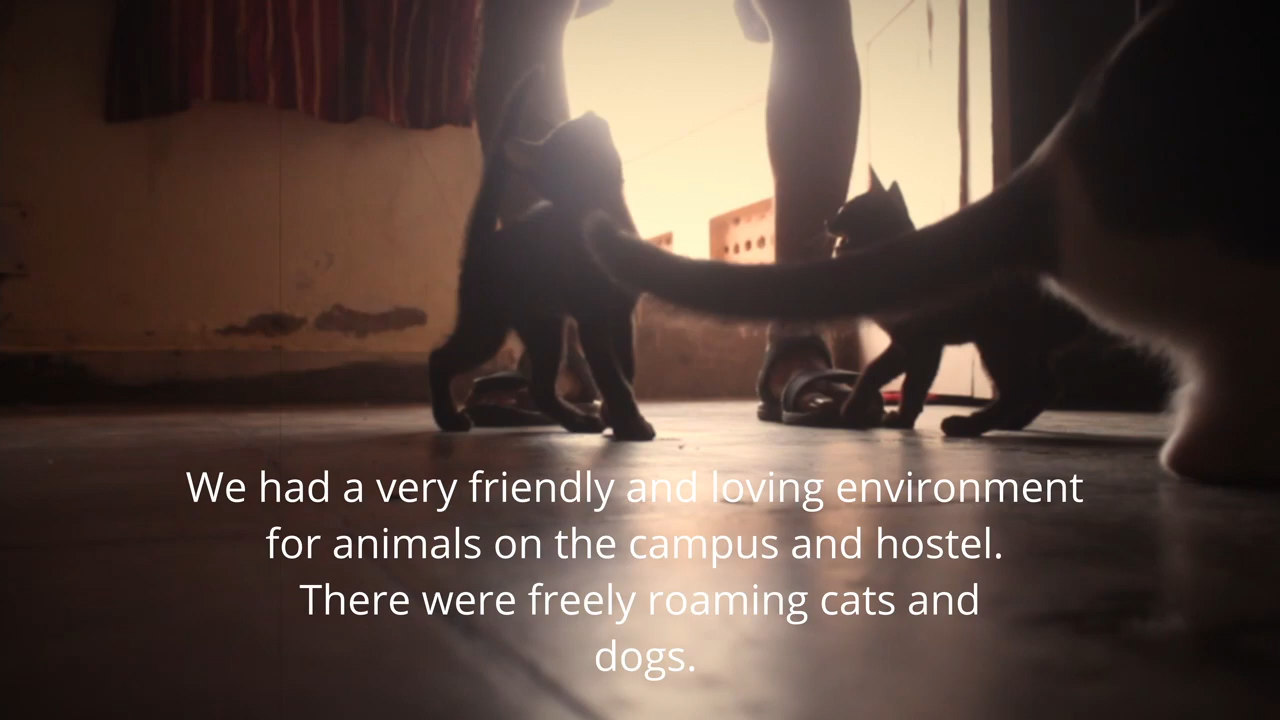 We had a very friendly and loving environment
for animals on the campus and hostel.
There were freely roaming cats and
dogs.